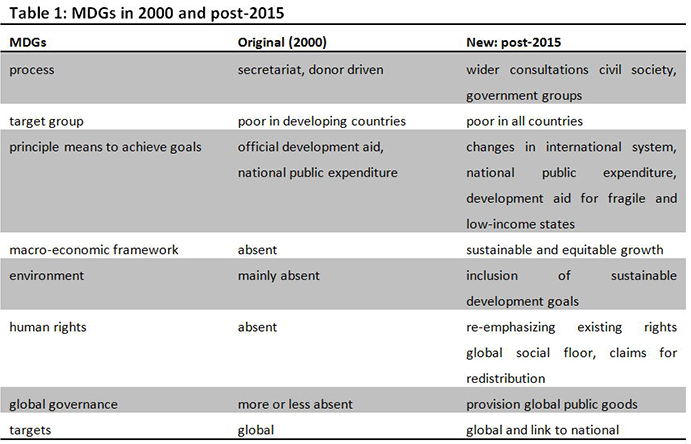 Table 1: MDGs in 2000 and post-2015
MDGs Original (2000) New: post-2015
process secretariat, donor driven wider consultations civil society,
government groups
target group poor in developing countries poor in all countries
principle means to achieve goals official development aid, changes in international system,
national public expenditure national public expenditure,
development aid for fragile and
low-income states
macro-economic framework absent sustainable and equitable growth
environment mainly absent inclusion of sustainable
development goals
human rights absent re-emphasizing existing rights
global social floor, claims for
redistribution
global governance more or less absent provision global public goods
targets global global and link to national